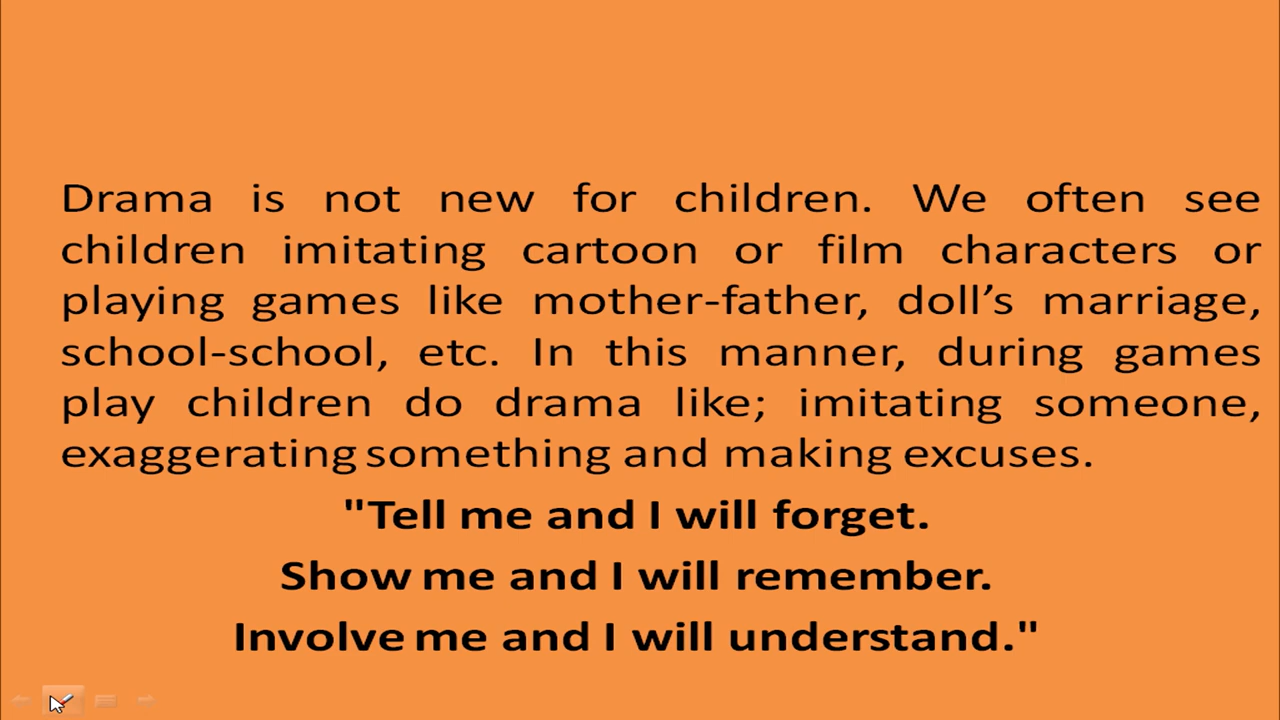 Drama is not new for children. We often see
children imitating cartoon or film characters or
playing games like mother-father, doll’s marriage,
school-school, etc. In this manner, during games
play children do drama like; imitating someone,
exaggerating something and making excuses.
"Tell me and I will forget.
Show me and I will remember.
Involve me and I will understand."